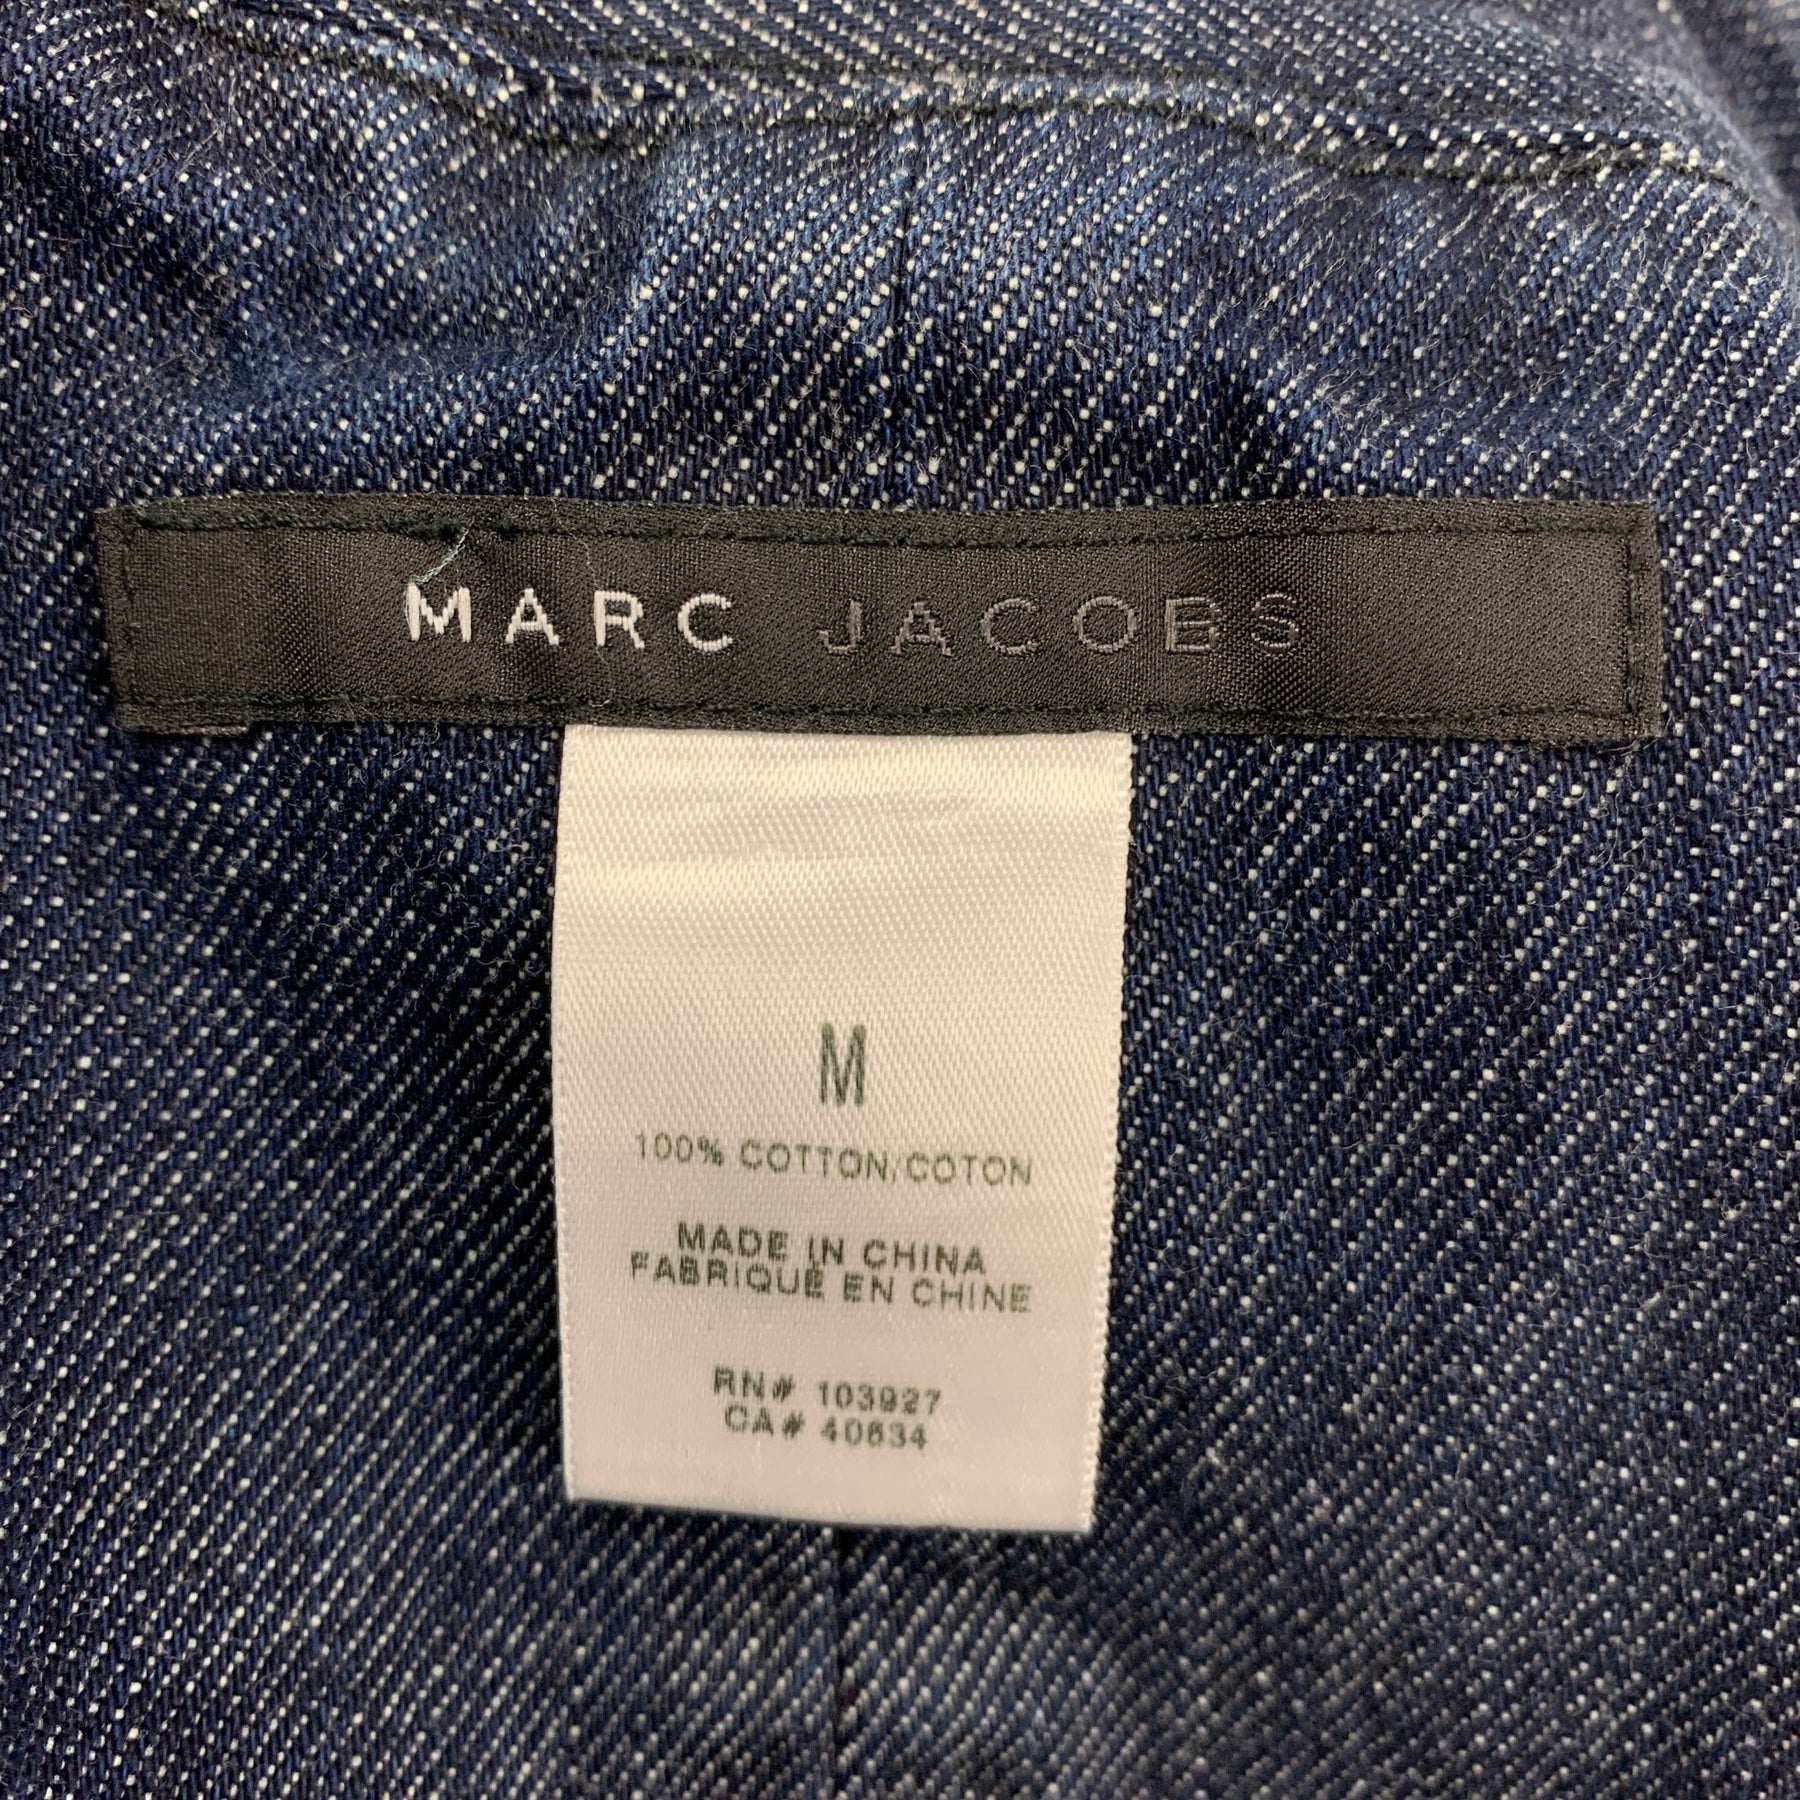 MARC JACOBS
M
100% COTTON/COTON
MADE IN CHINA
FABRIQUÉ EN CHINE
RN# 103927
CA# 40634